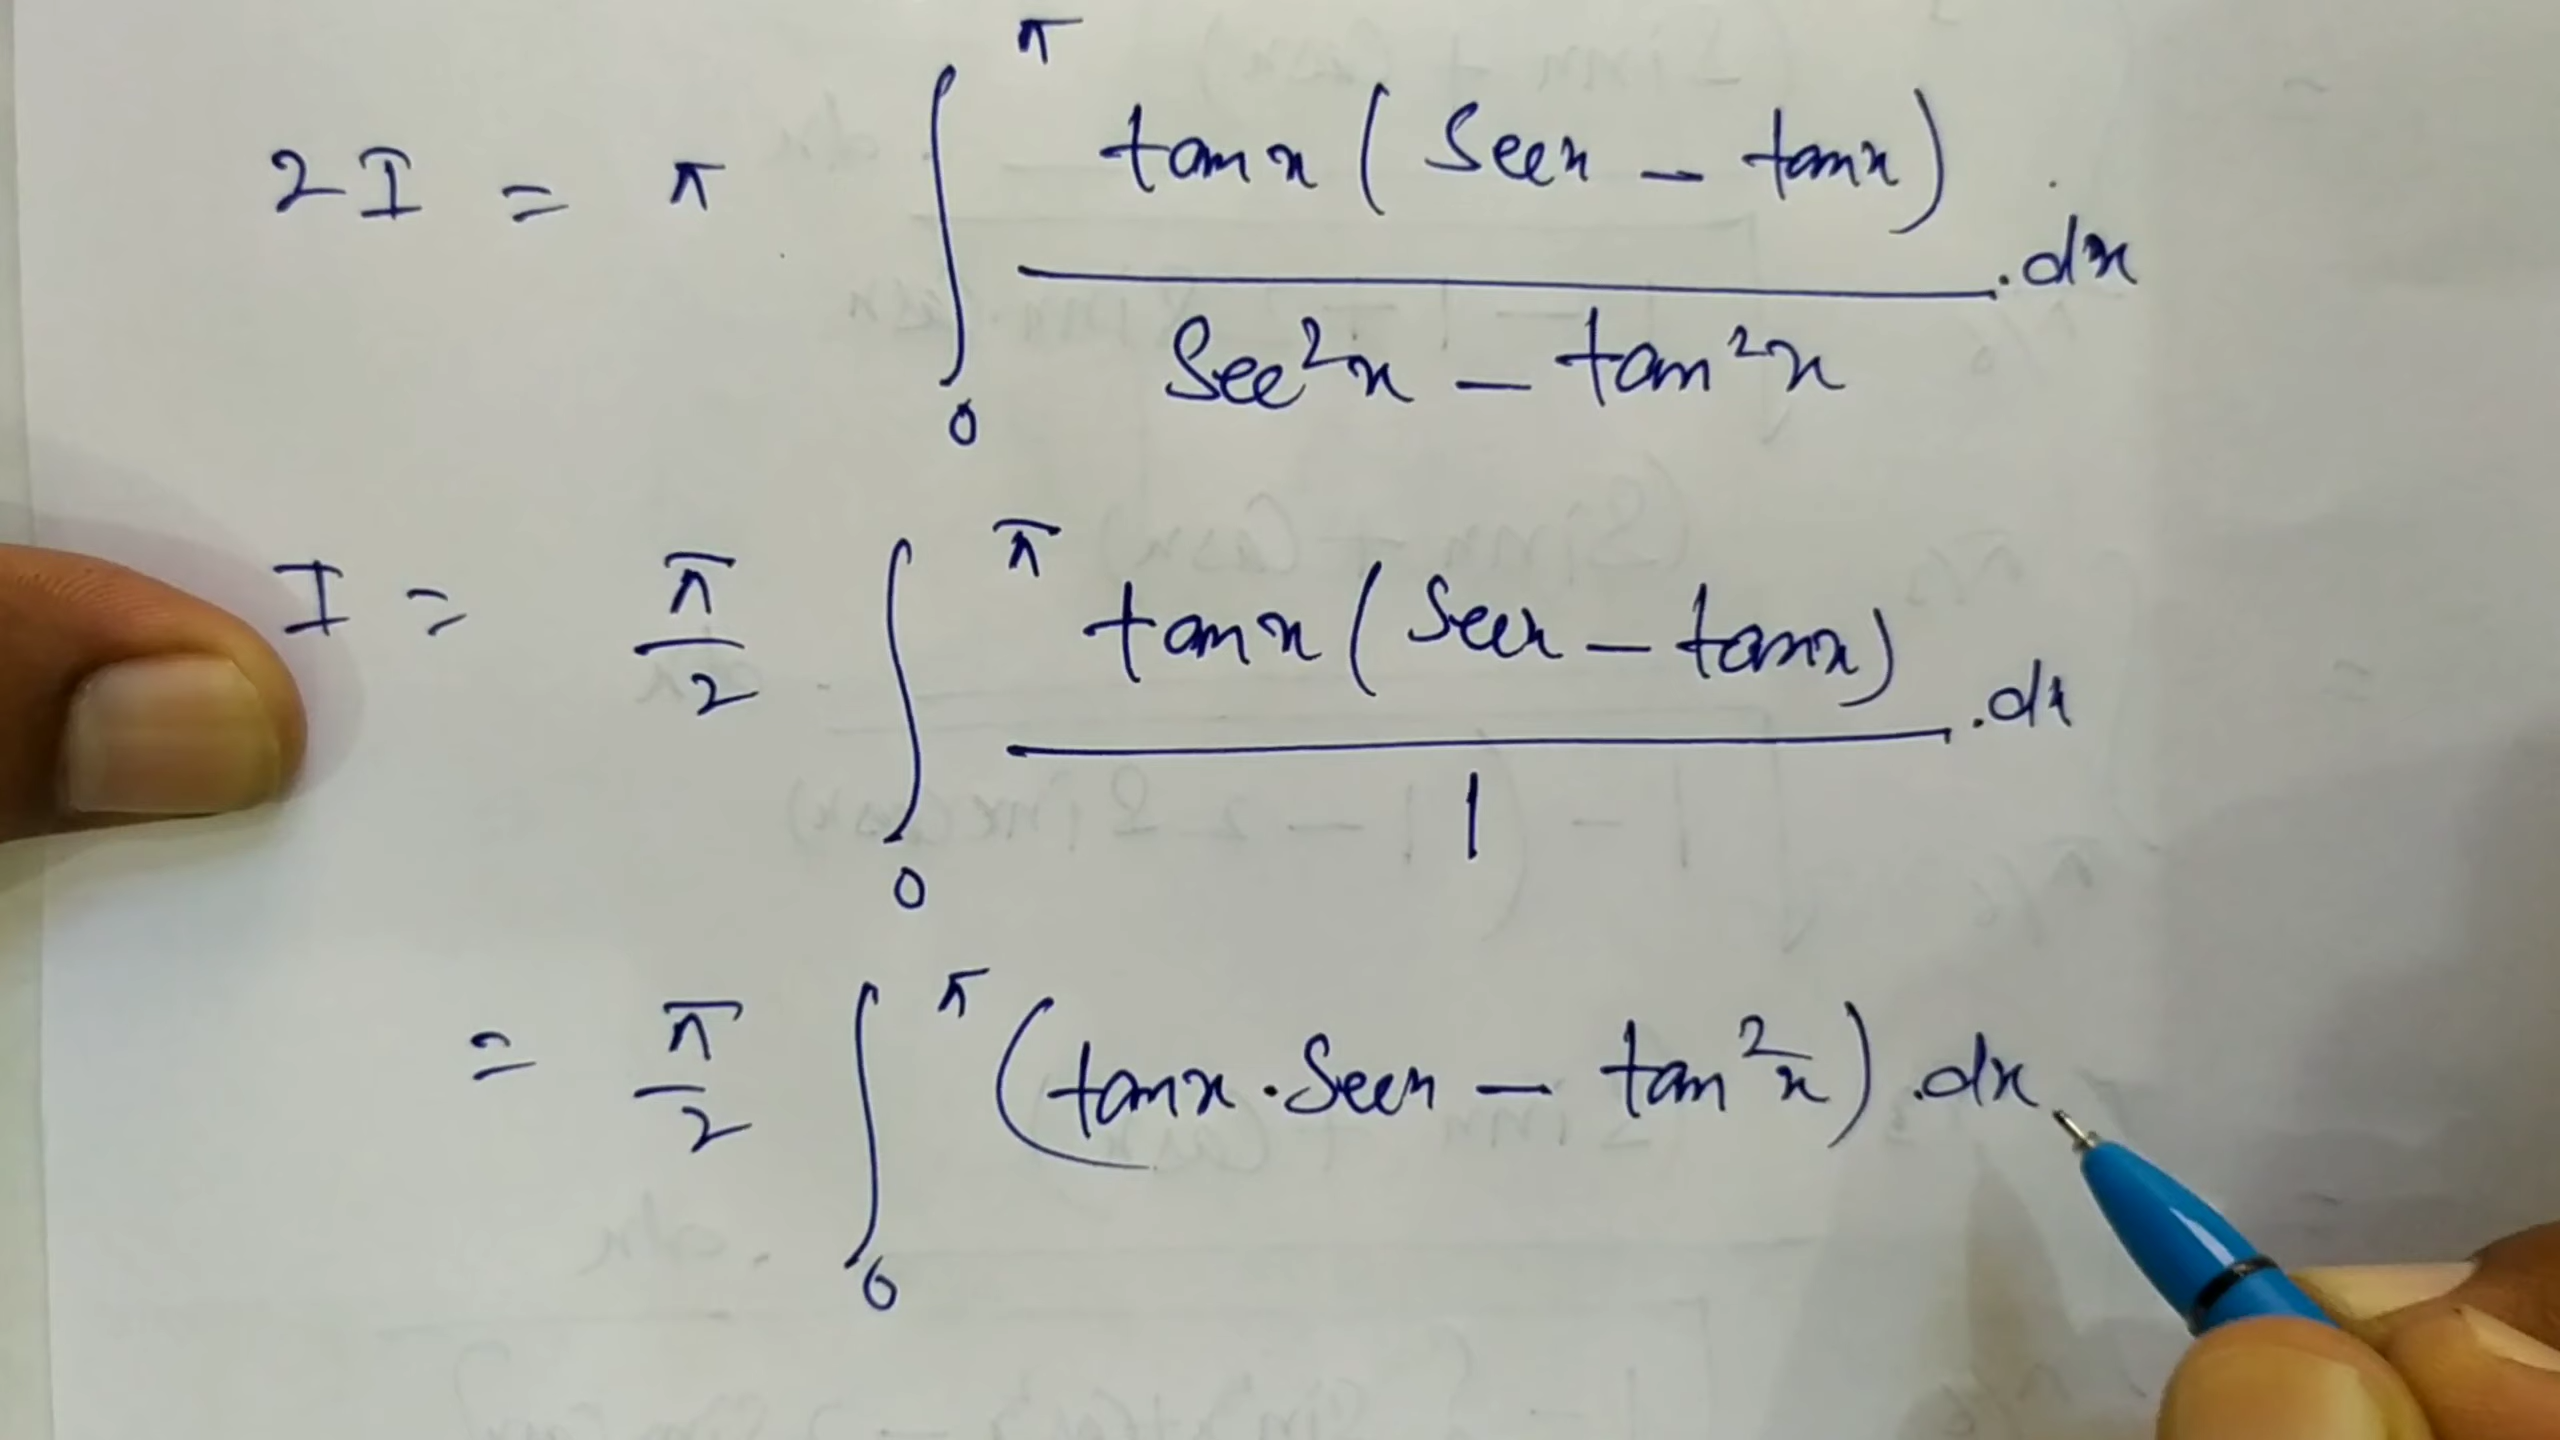 2I = π ∫₀^π tanx (Secx − tanx) / (Sec²x − tan²x) .dx
I = π/2 ∫₀^π tanx (Secx − tanx) / 1 .dx
= π/2 ∫₀^π (tanx . Secx − tan²x) .dx